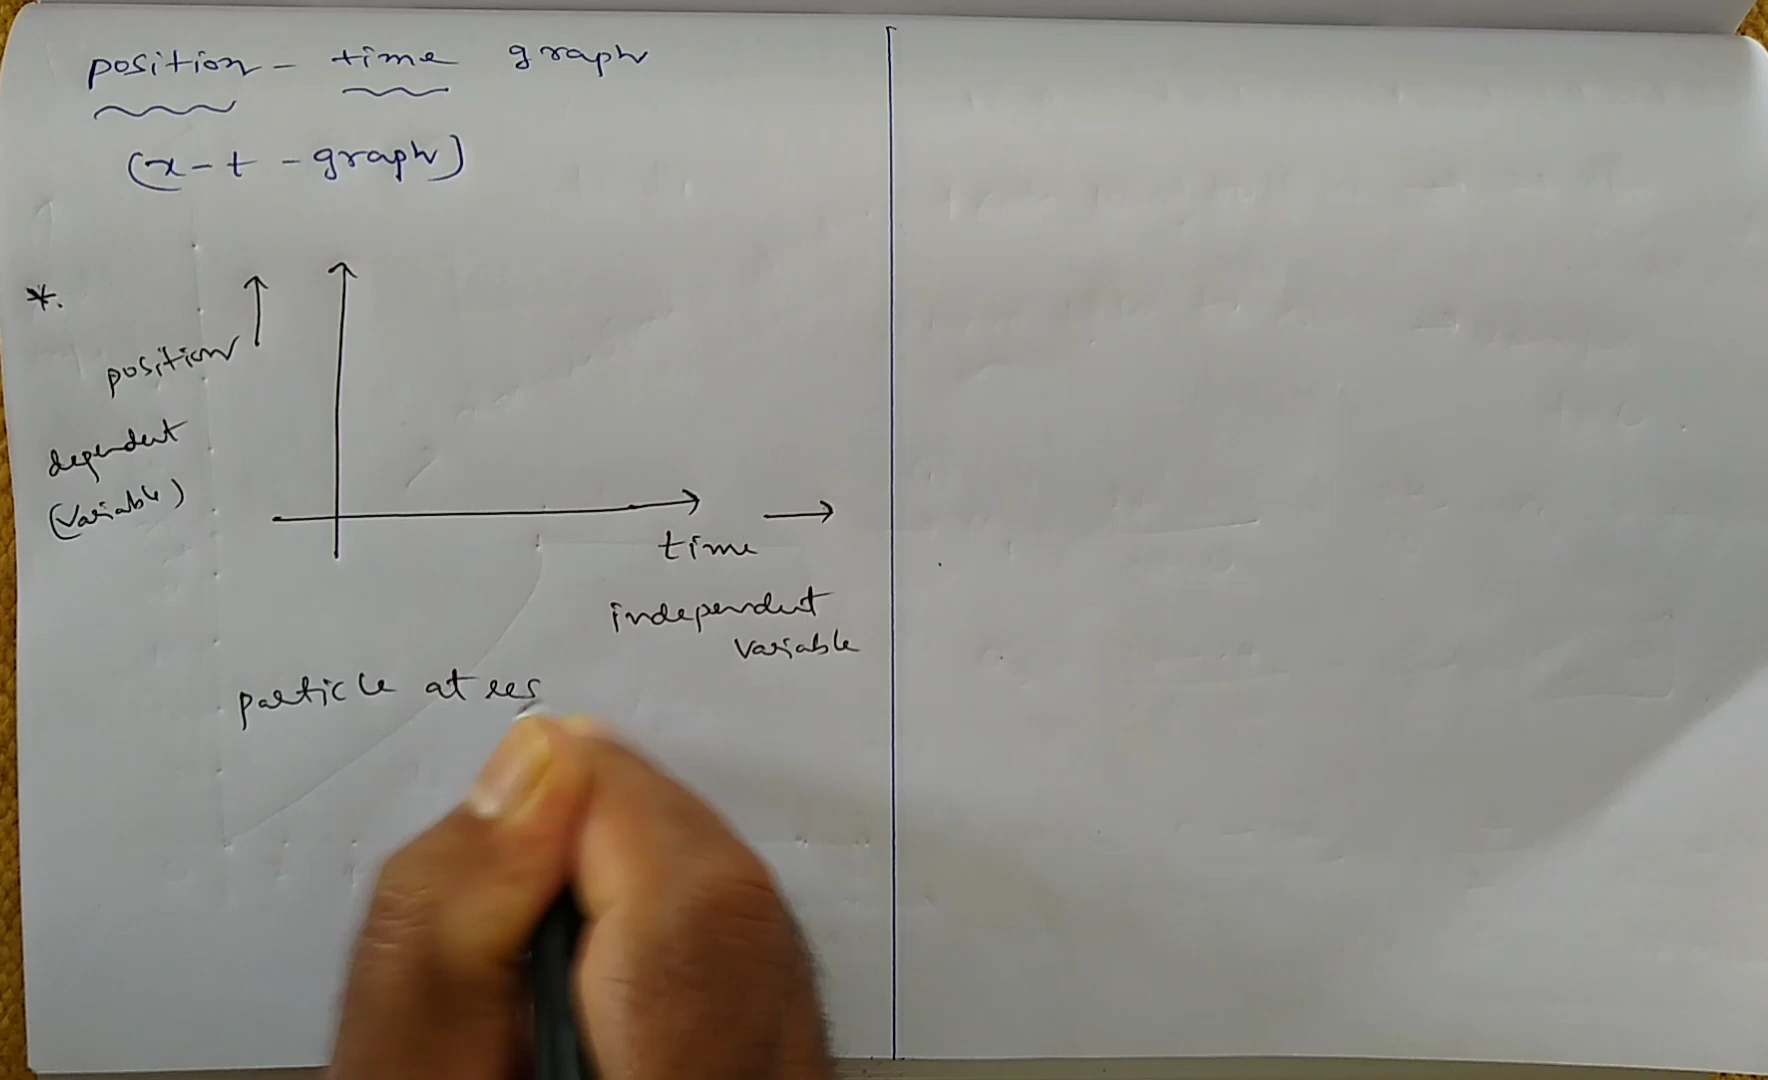 position - time graph
(x-t-graph)
*.
position
dependent
(Variable)
time
independent
variable
particle at res